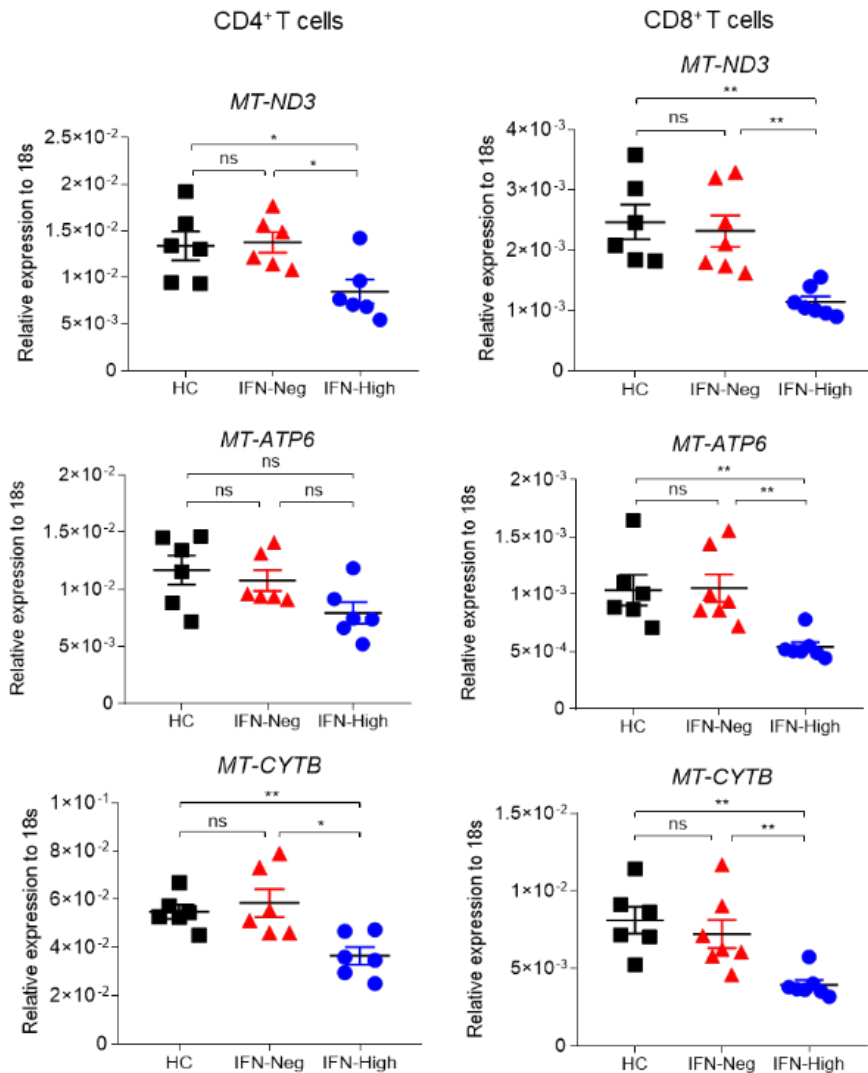 CD4⁺ T cells
MT-ND3
Relative expression to 18s
2.5×10⁻²
2×10⁻²
1.5×10⁻²
1×10⁻²
5×10⁻³
0
*
ns
*
HC
IFN-Neg
IFN-High
CD8⁺ T cells
MT-ND3
Relative expression to 18s
4×10⁻³
3×10⁻³
2×10⁻³
1×10⁻³
0
**
ns
**
HC
IFN-Neg
IFN-High
MT-ATP6
Relative expression to 18s
2×10⁻²
1.5×10⁻²
1×10⁻²
5×10⁻³
0
ns
ns
ns
HC
IFN-Neg
IFN-High
MT-ATP6
Relative expression to 18s
2×10⁻³
1.5×10⁻³
1×10⁻³
5×10⁻⁴
0
**
ns
**
HC
IFN-Neg
IFN-High
MT-CYTB
Relative expression to 18s
1×10⁻¹
8×10⁻²
6×10⁻²
4×10⁻²
2×10⁻²
0
**
ns
*
HC
IFN-Neg
IFN-High
MT-CYTB
Relative expression to 18s
1.5×10⁻²
1×10⁻²
5×10⁻³
0
**
ns
**
HC
IFN-Neg
IFN-High